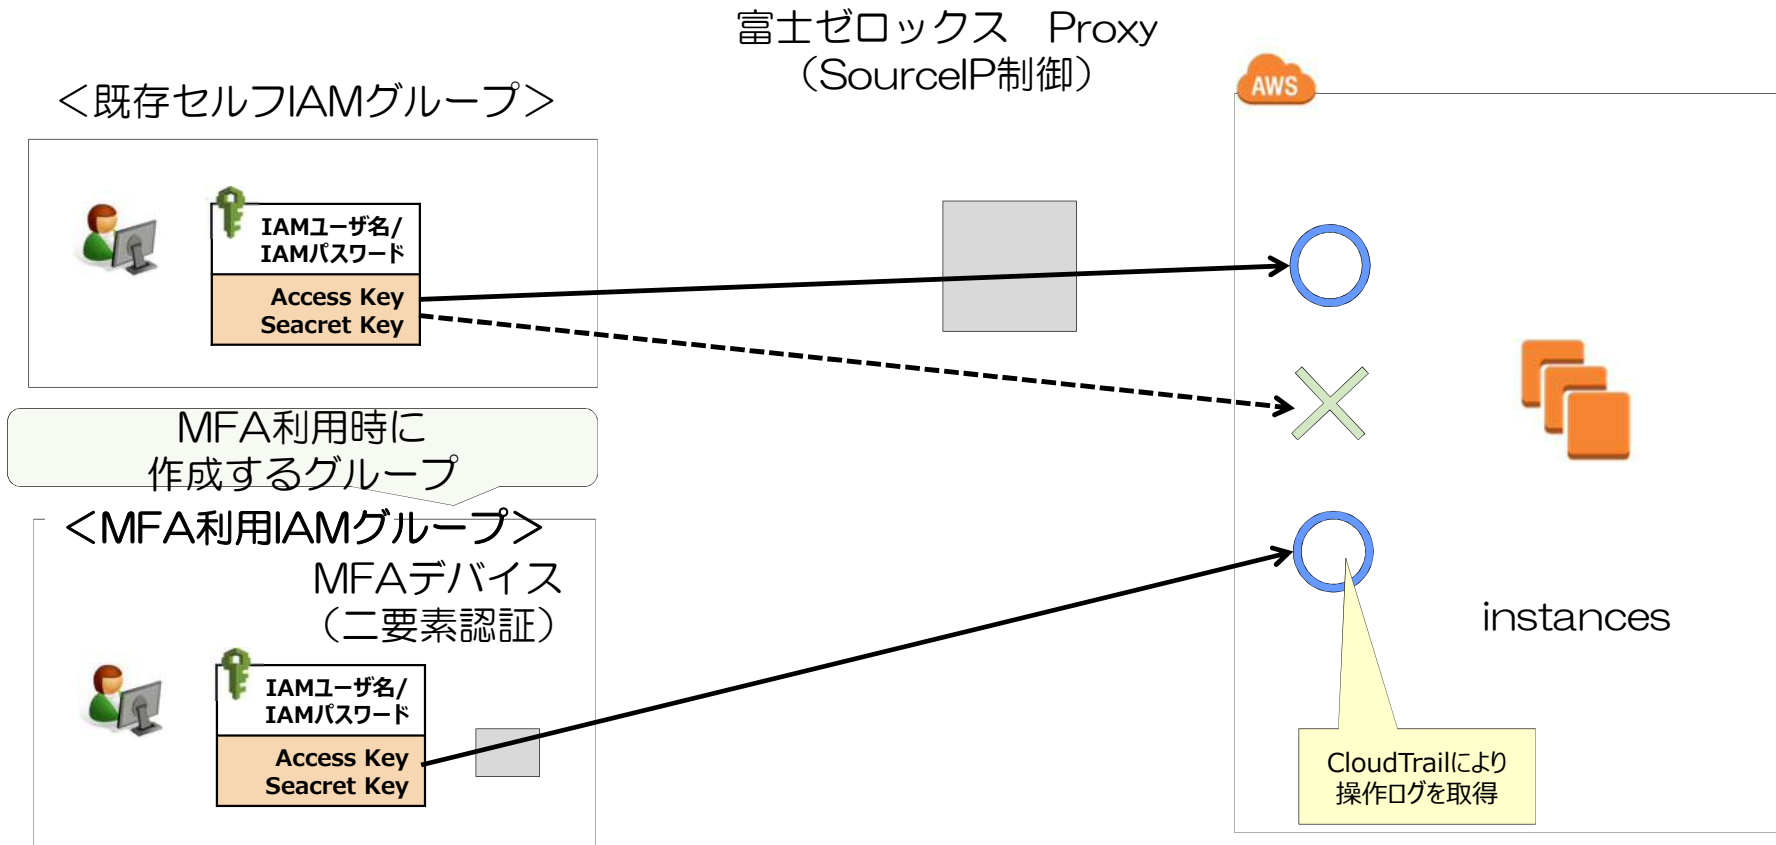 富士ゼロックス　Proxy
（SourceIP制御）
AWS
＜既存セルフIAMグループ＞
IAMユーザ名/
IAMパスワード
Access Key
Seacret Key
MFA利用時に
作成するグループ
＜MFA利用IAMグループ＞
MFAデバイス
（二要素認証）
IAMユーザ名/
IAMパスワード
Access Key
Seacret Key
instances
CloudTrailにより
操作ログを取得